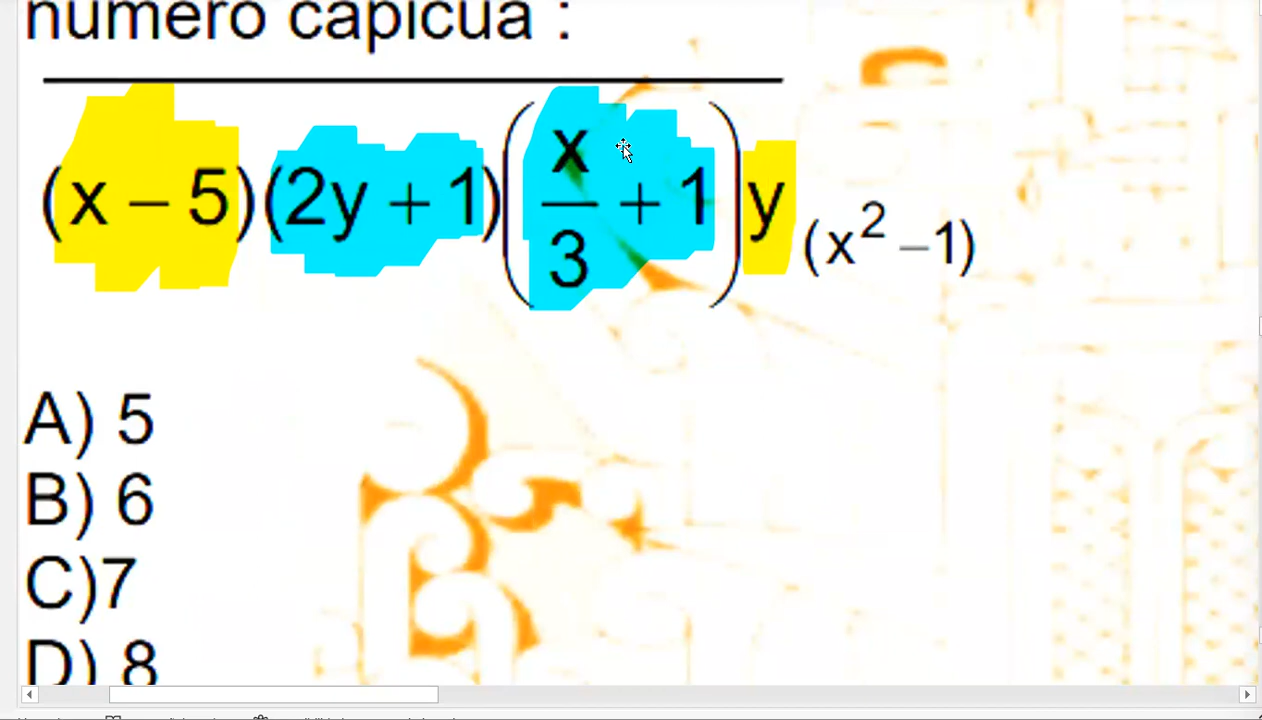 numero capicua :
(x – 5)(2y + 1)(x/3 + 1)y (x² –1)
A) 5
B) 6
C)7
D) 8